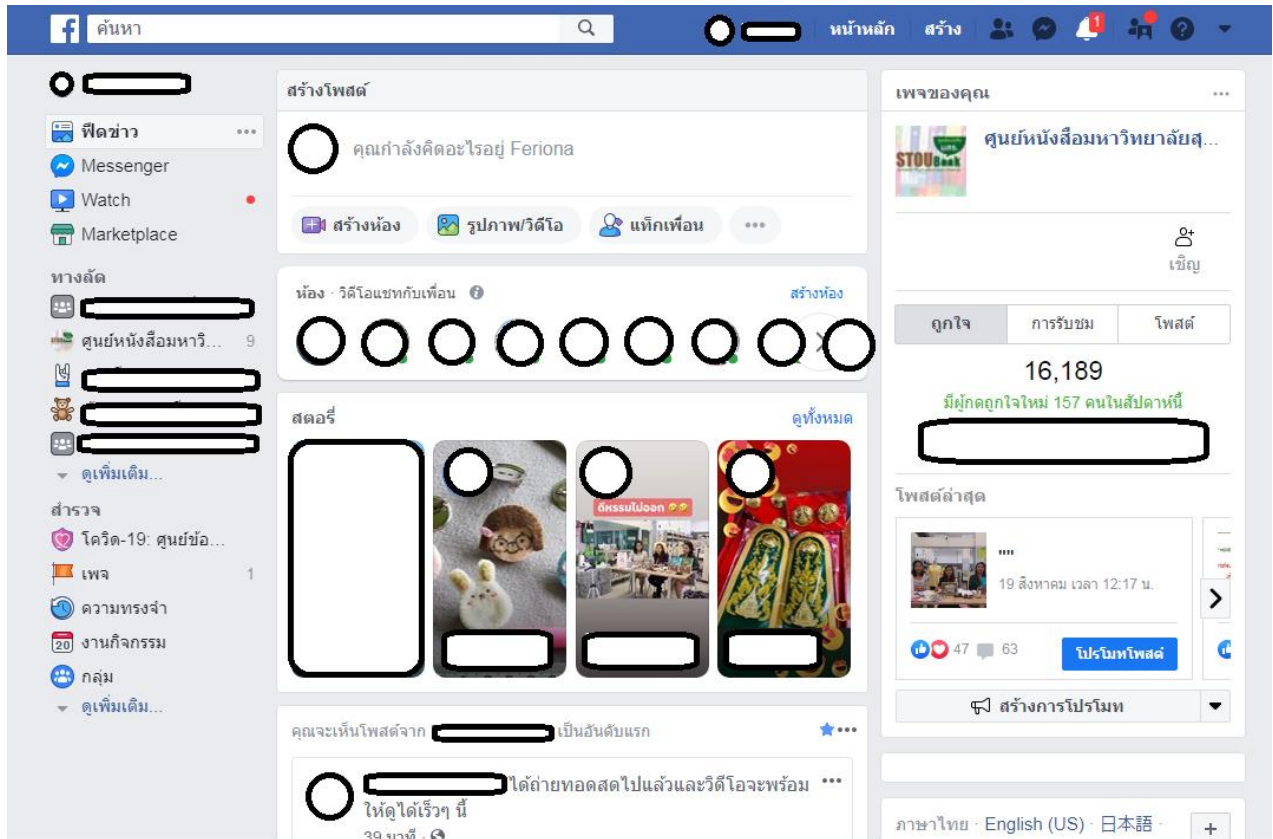 ค้นหา
หน้าหลัก
สร้าง
1
ฟีดข่าว
Messenger
Watch
Marketplace
ทางลัด
ศูนย์หนังสือมหาวิ... 9
ดูเพิ่มเติม...
สำรวจ
โควิด-19: ศูนย์ข้อ...
เพจ 1
ความทรงจำ
20 งานกิจกรรม
กลุ่ม
ดูเพิ่มเติม...
สร้างโพสต์
คุณกำลังคิดอะไรอยู่ Feriona
สร้างห้อง
รูปภาพ/วิดีโอ
แท็กเพื่อน
ห้อง · วิดีโอแชทกับเพื่อน
สร้างห้อง
สตอรี่
ดูทั้งหมด
คุณจะเห็นโพสต์จาก
เป็นอันดับแรก
ได้ถ่ายทอดสดไปแล้วและวิดีโอจะพร้อม
ให้ดูได้เร็วๆ นี้
39 นาที
เพจของคุณ
STOUBook
ศูนย์หนังสือมหาวิทยาลัยสุ...
เชิญ
ถูกใจ
การรับชม
โพสต์
16,189
มีผู้กดถูกใจใหม่ 157 คนในสัปดาห์นี้
โพสต์ล่าสุด
""
19 สิงหาคม เวลา 12:17 น.
47
63
โปรโมทโพสต์
สร้างการโปรโมท
ภาษาไทย · English (US) · 日本語 ·